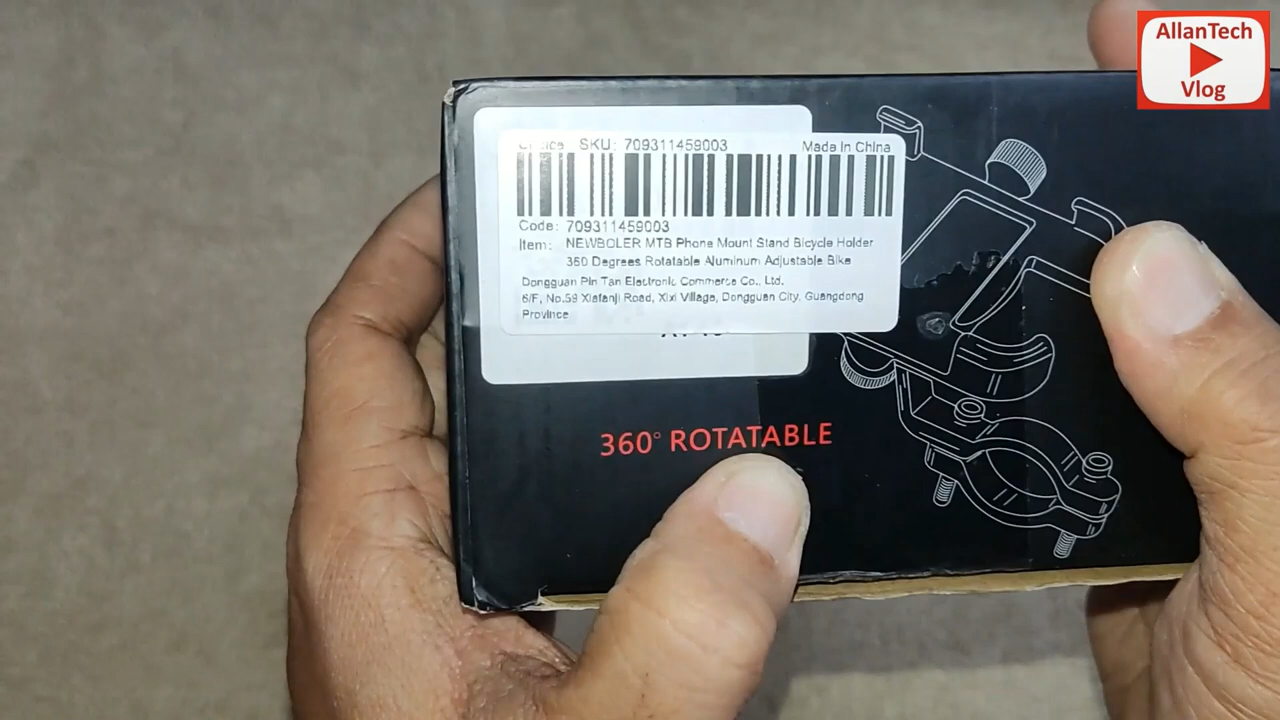 AllanTech
Vlog
SKU: 709311459003 Made In China
Code: 709311459003
Item: NEWBOLER MTB Phone Mount Stand Bicycle Holder
360 Degrees Rotatable Aluminum Adjustable Bike
Dongguan Pin Tan Electronic Commerce Co., Ltd.
6/F, No.59 Xiafanji Road, Xixi Village, Dongguan City, Guangdong
Province
360° ROTATABLE